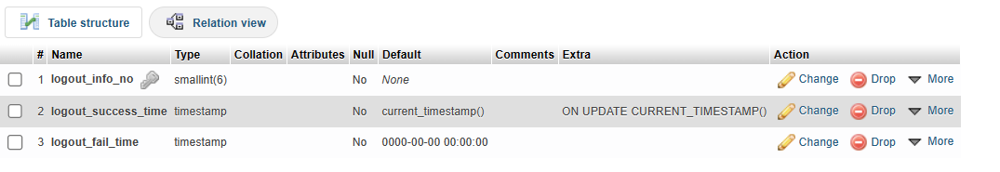 Table structure Relation view
# Name Type Collation Attributes Null Default Comments Extra Action
1 logout_info_no smallint(6) No None Change Drop More
2 logout_success_time timestamp No current_timestamp() ON UPDATE CURRENT_TIMESTAMP() Change Drop More
3 logout_fail_time timestamp No 0000-00-00 00:00:00 Change Drop More